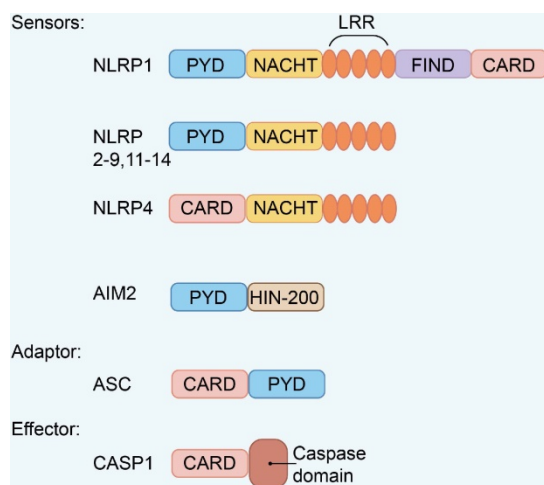 Sensors:
LRR
NLRP1 PYD NACHT FIND CARD
NLRP PYD NACHT
2-9,11-14
NLRP4 CARD NACHT
AIM2 PYD HIN-200
Adaptor:
ASC CARD PYD
Effector:
CASP1 CARD Caspase
domain